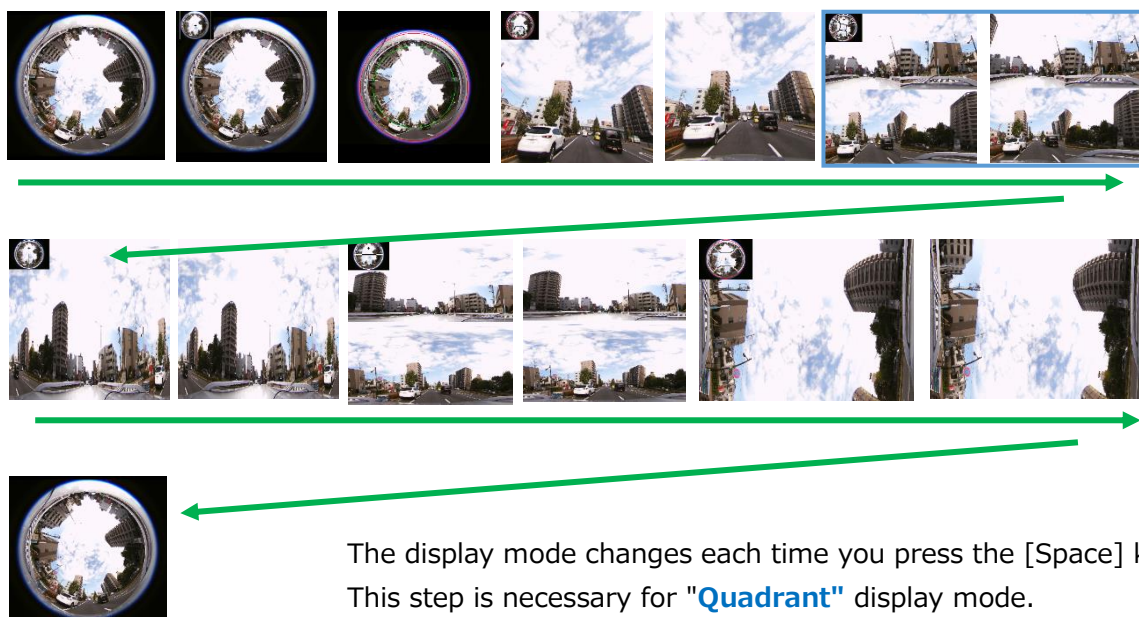 The display mode changes each time you press the [Space]
This step is necessary for "Quadrant" display mode.